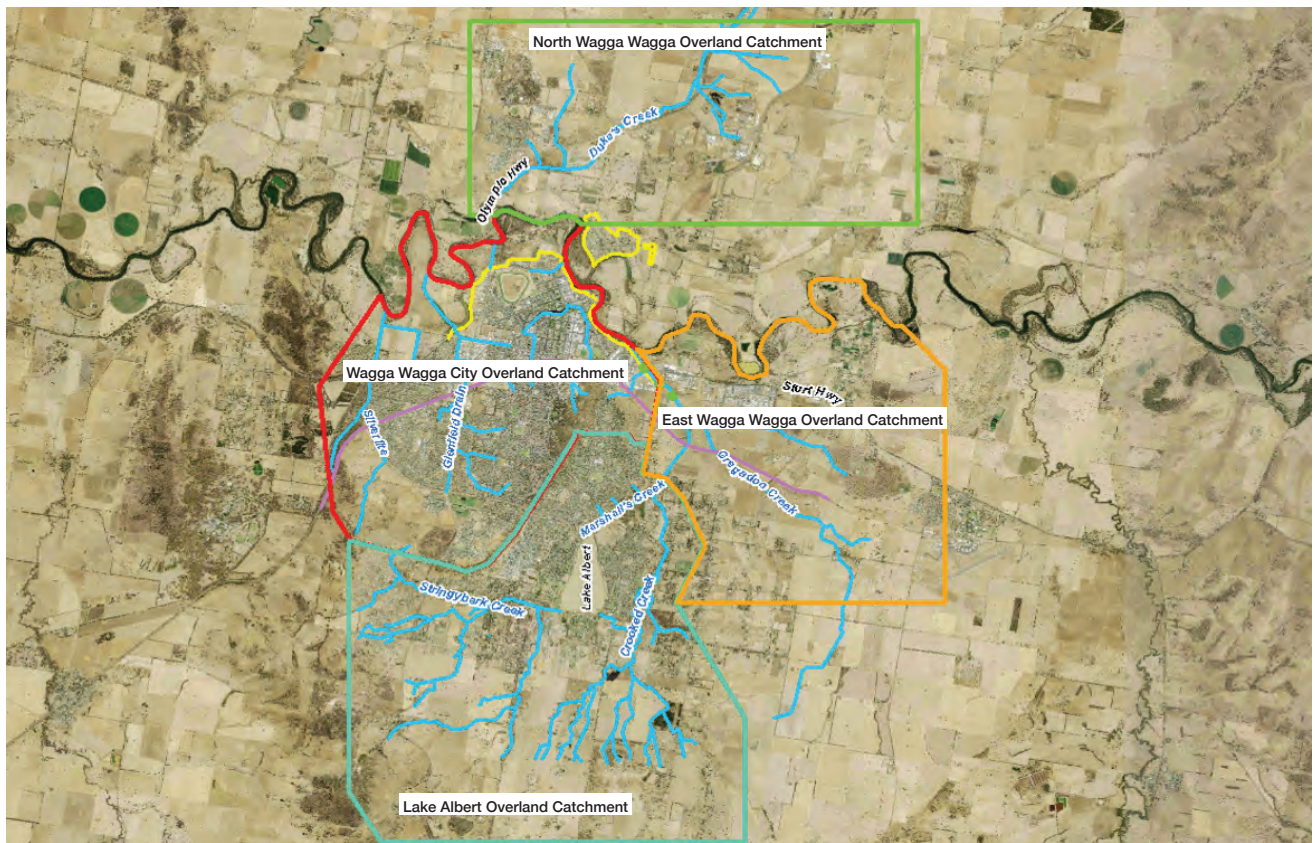 North Wagga Wagga Overland Catchment
Duke's Creek
Olympic Hwy
Wagga Wagga City Overland Catchment
Sturt Hwy
East Wagga Wagga Overland Catchment
Silverlite
Glenfield Drain
Gregadoo Creek
Marshall's Creek
Lake Albert
Stringybark Creek
Crooked Creek
Lake Albert Overland Catchment